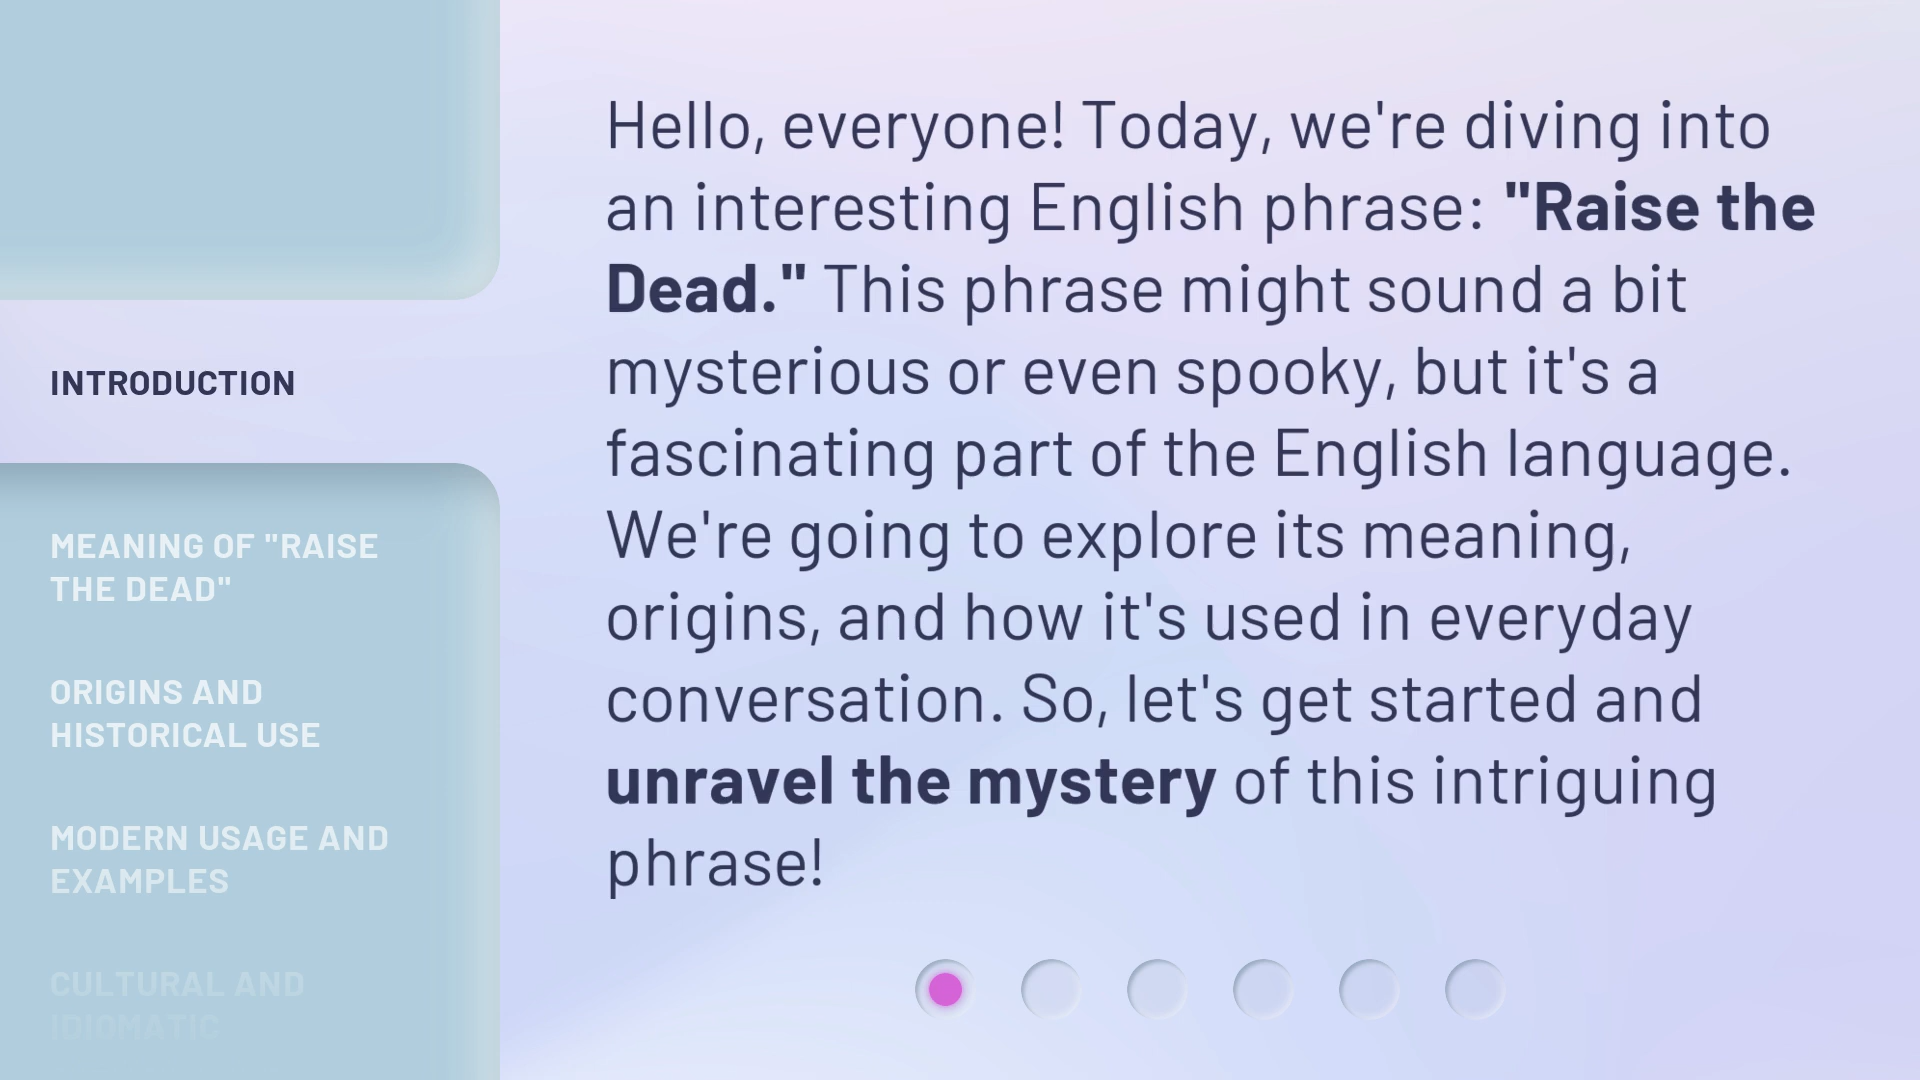 INTRODUCTION
MEANING OF "RAISE
THE DEAD"
ORIGINS AND
HISTORICAL USE
MODERN USAGE AND
EXAMPLES
CULTURAL AND
IDIOMATIC
Hello, everyone! Today, we're diving into
an interesting English phrase: "Raise the
Dead." This phrase might sound a bit
mysterious or even spooky, but it's a
fascinating part of the English language.
We're going to explore its meaning,
origins, and how it's used in everyday
conversation. So, let's get started and
unravel the mystery of this intriguing
phrase!